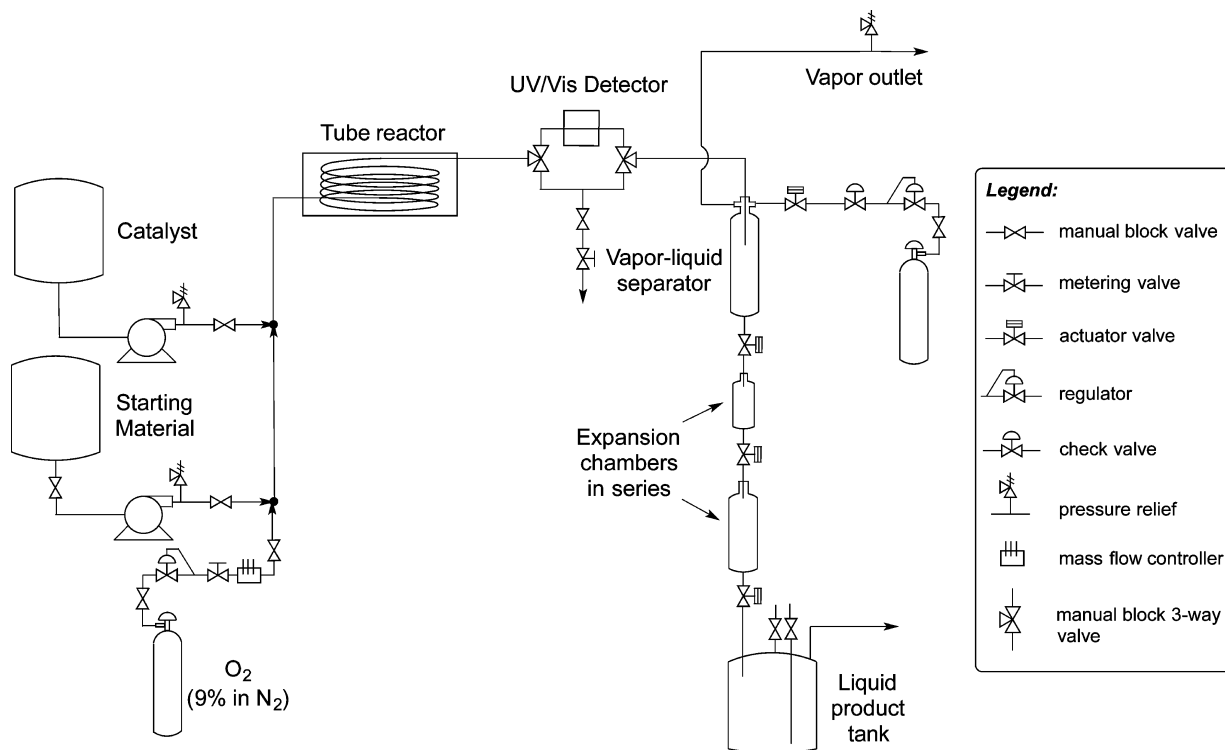 Vapor outlet
UV/Vis Detector
Tube reactor
Catalyst
Vapor-liquid
separator
Starting
Material
Expansion
chambers
in series
O₂
(9% in N₂)
Liquid
product
tank
Legend:
manual block valve
metering valve
actuator valve
regulator
check valve
pressure relief
mass flow controller
manual block 3-way
valve